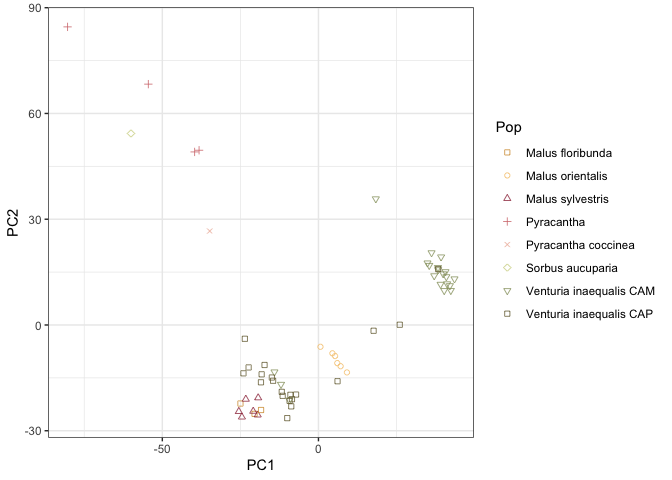 90
60
30
0
-30
PC2
-50
0
PC1
Pop
Malus floribunda
Malus orientalis
Malus sylvestris
Pyracantha
Pyracantha coccinea
Sorbus aucuparia
Venturia inaequalis CAM
Venturia inaequalis CAP